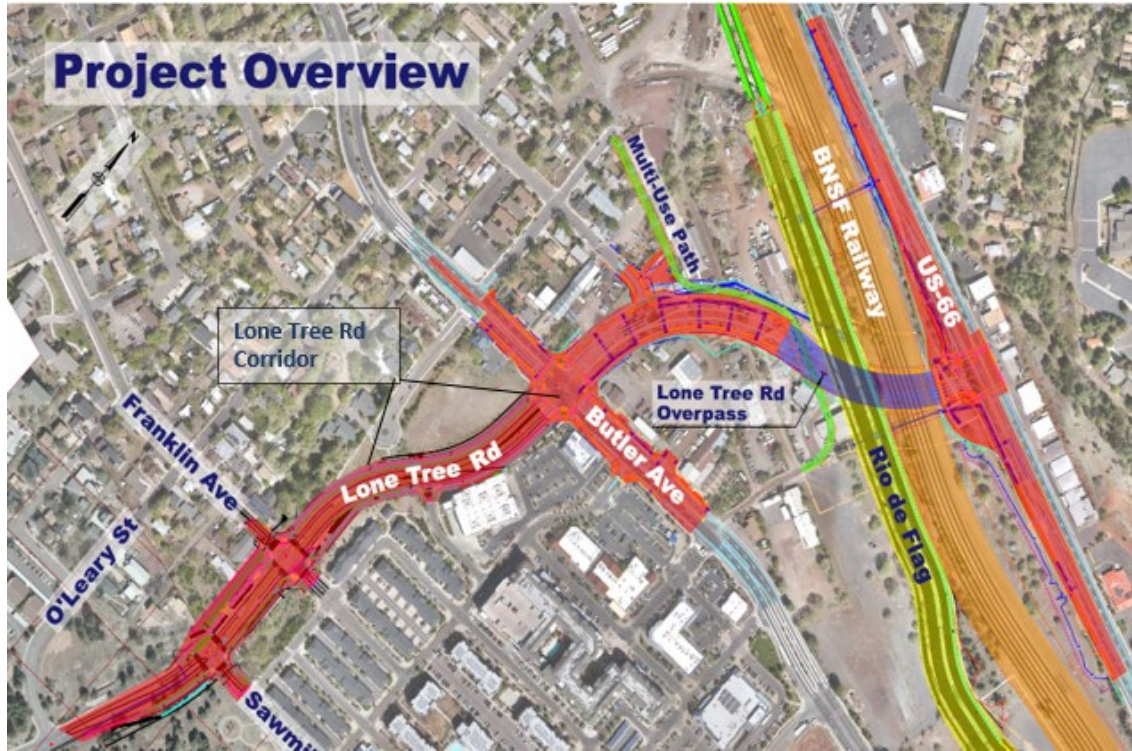 Project Overview
N
Multi-Use Path
BNSF Railway
US-66
Lone Tree Rd
Corridor
Lone Tree Rd
Overpass
Franklin Ave
Butler Ave
Lone Tree Rd
Rio de Flag
O'Leary St
Sawmil